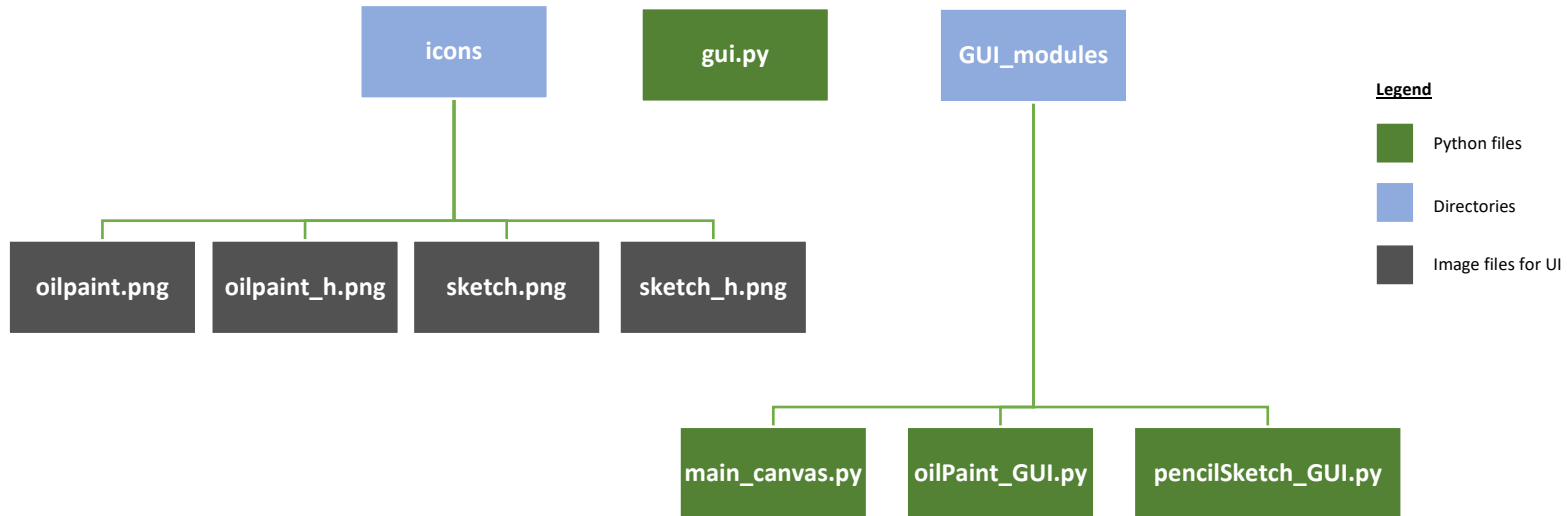 icons
gui.py
GUI_modules
Legend
Python files
Directories
Image files for UI
oilpaint.png
oilpaint_h.png
sketch.png
sketch_h.png
main_canvas.py
oilPaint_GUI.py
pencilSketch_GUI.py